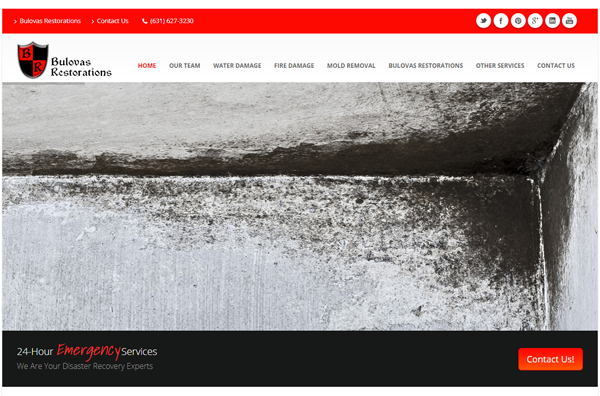 Bulovas Restorations Contact Us (631) 627-3230
B R
Bulovas
Restorations
HOME OUR TEAM WATER DAMAGE FIRE DAMAGE MOLD REMOVAL BULOVAS RESTORATIONS OTHER SERVICES CONTACT US
24-Hour Emergency Services
We Are Your Disaster Recovery Experts
Contact Us!